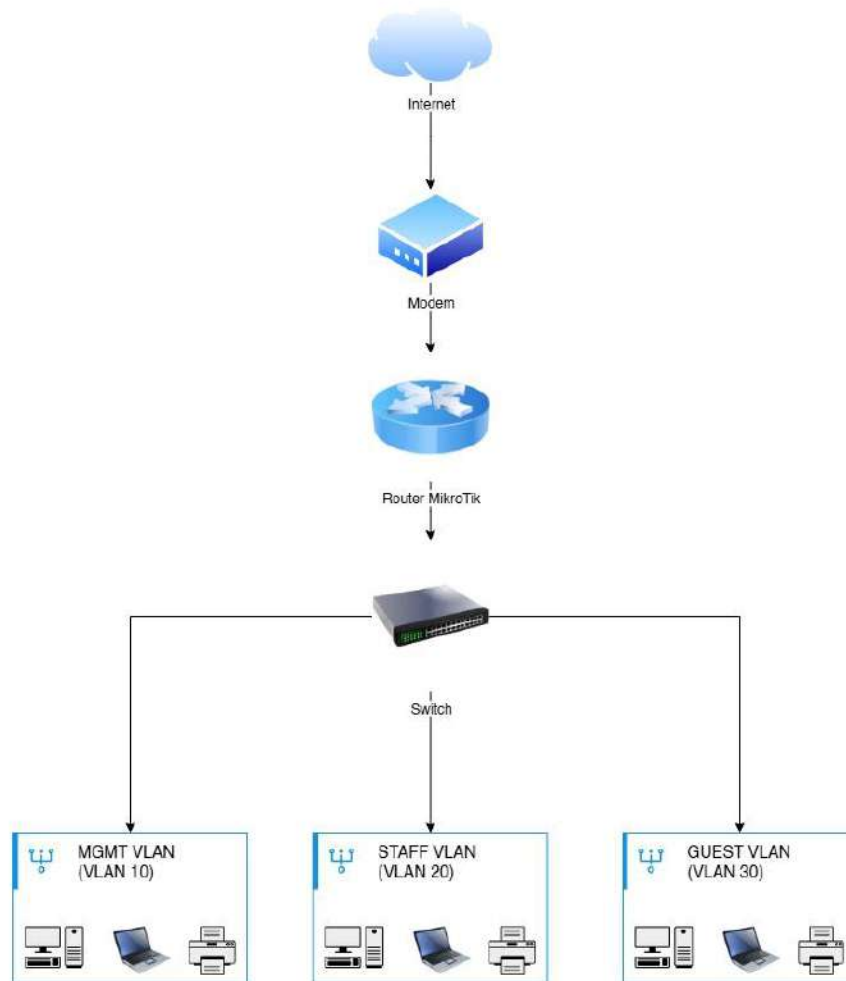 Internet
Modem
Router MikroTik
Switch
MGMT VLAN
(VLAN 10)
STAFF VLAN
(VLAN 20)
GUEST VLAN
(VLAN 30)